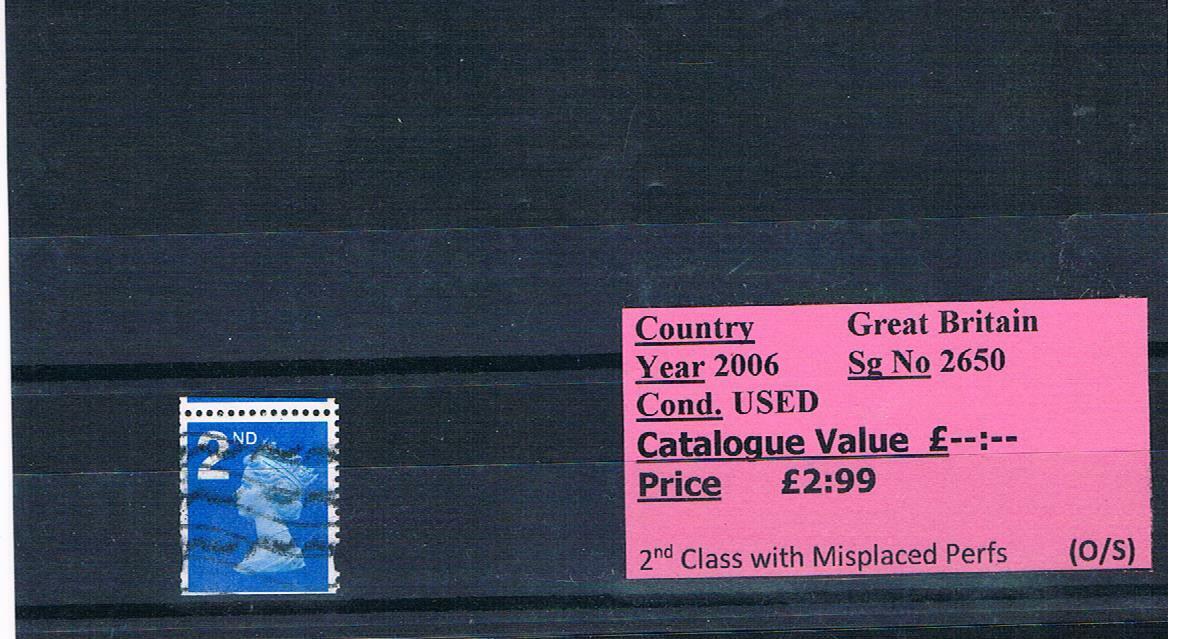 2ND
Country Great Britain
Year 2006 Sg No 2650
Cond. USED
Catalogue Value £--:--
Price £2:99
2nd Class with Misplaced Perfs (O/S)